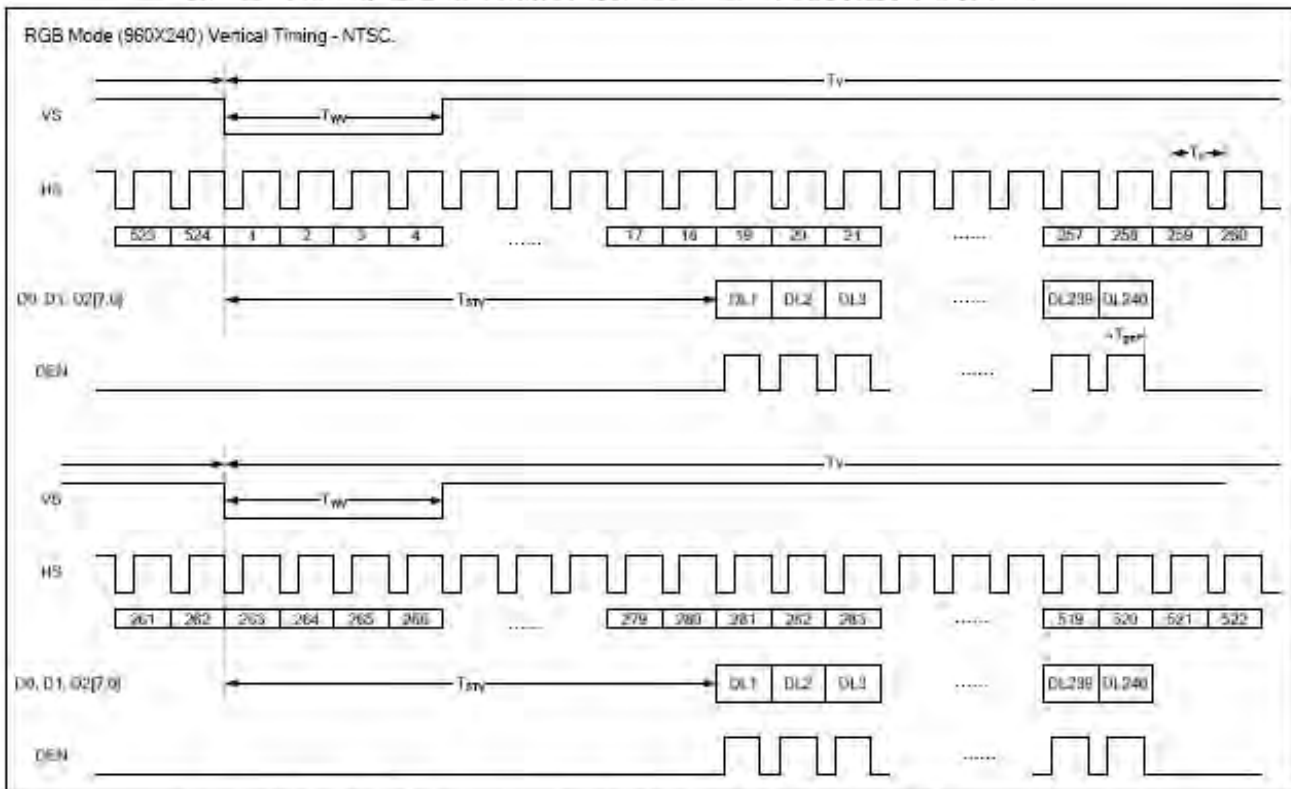 RGB Mode (960X240) Vertical Timing - NTSC.
Tv
VS
Twv
HS
523 524 1 2 3 4 ...... 17 18 19 20 21 ...... 257 258 259 260
D0, D1, D2[7:0]
TSTV
DL1 DL2 DL3 ...... DL239 DL240
DEN
......
Tv
VS
Twv
HS
261 262 263 264 265 266 ...... 279 280 281 282 283 ...... 519 520 521 522
D0, D1, D2[7:0]
TSTV
DL1 DL2 DL3 ...... DL239 DL240
DEN
......